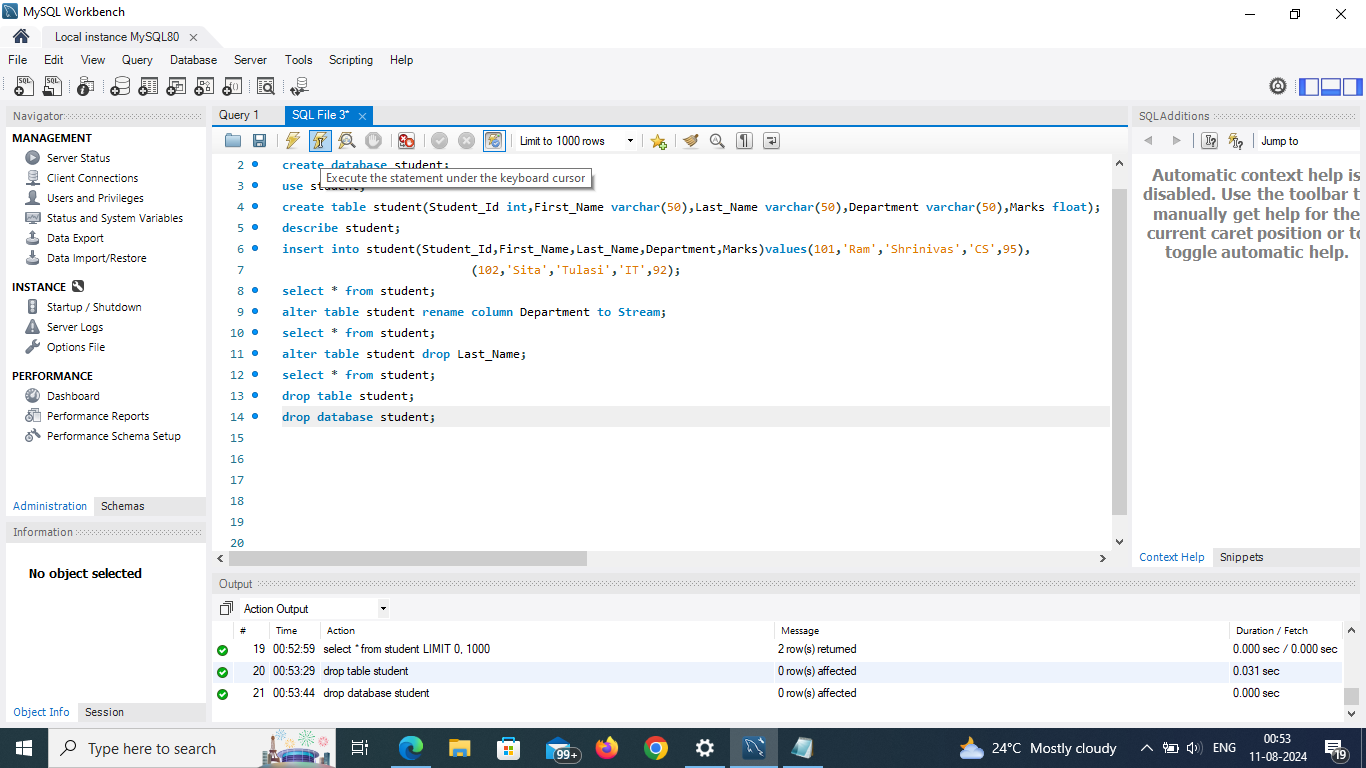 MySQL Workbench
Local instance MySQL80
File Edit View Query Database Server Tools Scripting Help
Navigator
MANAGEMENT
Server Status
Client Connections
Users and Privileges
Status and System Variables
Data Export
Data Import/Restore
INSTANCE
Startup / Shutdown
Server Logs
Options File
PERFORMANCE
Dashboard
Performance Reports
Performance Schema Setup
Administration Schemas
Information
No object selected
Object Info Session
Query 1 SQL File 3*
Limit to 1000 rows
2 create database student;
Execute the statement under the keyboard cursor
3 use student;
4 create table student(Student_Id int,First_Name varchar(50),Last_Name varchar(50),Department varchar(50),Marks float);
5 describe student;
6 insert into student(Student_Id,First_Name,Last_Name,Department,Marks)values(101,'Ram','Shrinivas','CS',95),
7 (102,'Sita','Tulasi','IT',92);
8 select * from student;
9 alter table student rename column Department to Stream;
10 select * from student;
11 alter table student drop Last_Name;
12 select * from student;
13 drop table student;
14 drop database student;
15
16
17
18
19
20
SQLAdditions
Jump to
Automatic context help is
disabled. Use the toolbar t
manually get help for the
current caret position or to
toggle automatic help.
Context Help Snippets
Output
Action Output
# Time Action Message Duration / Fetch
19 00:52:59 select * from student LIMIT 0, 1000 2 row(s) returned 0.000 sec / 0.000 sec
20 00:53:29 drop table student 0 row(s) affected 0.031 sec
21 00:53:44 drop database student 0 row(s) affected 0.000 sec
Type here to search
99+
24°C Mostly cloudy
ENG
00:53
11-08-2024
19